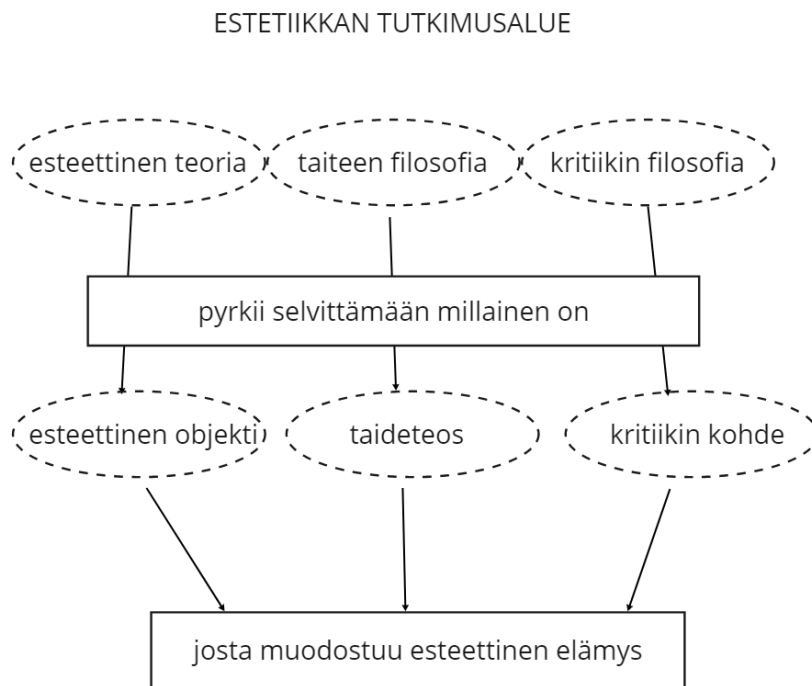 ESTETIIKKAN TUTKIMUSALUE
esteettinen teoria
taiteen filosofia
kritiikin filosofia
pyrkii selvittämään millainen on
esteettinen objekti
taideteos
kritiikin kohde
josta muodostuu esteettinen elämys